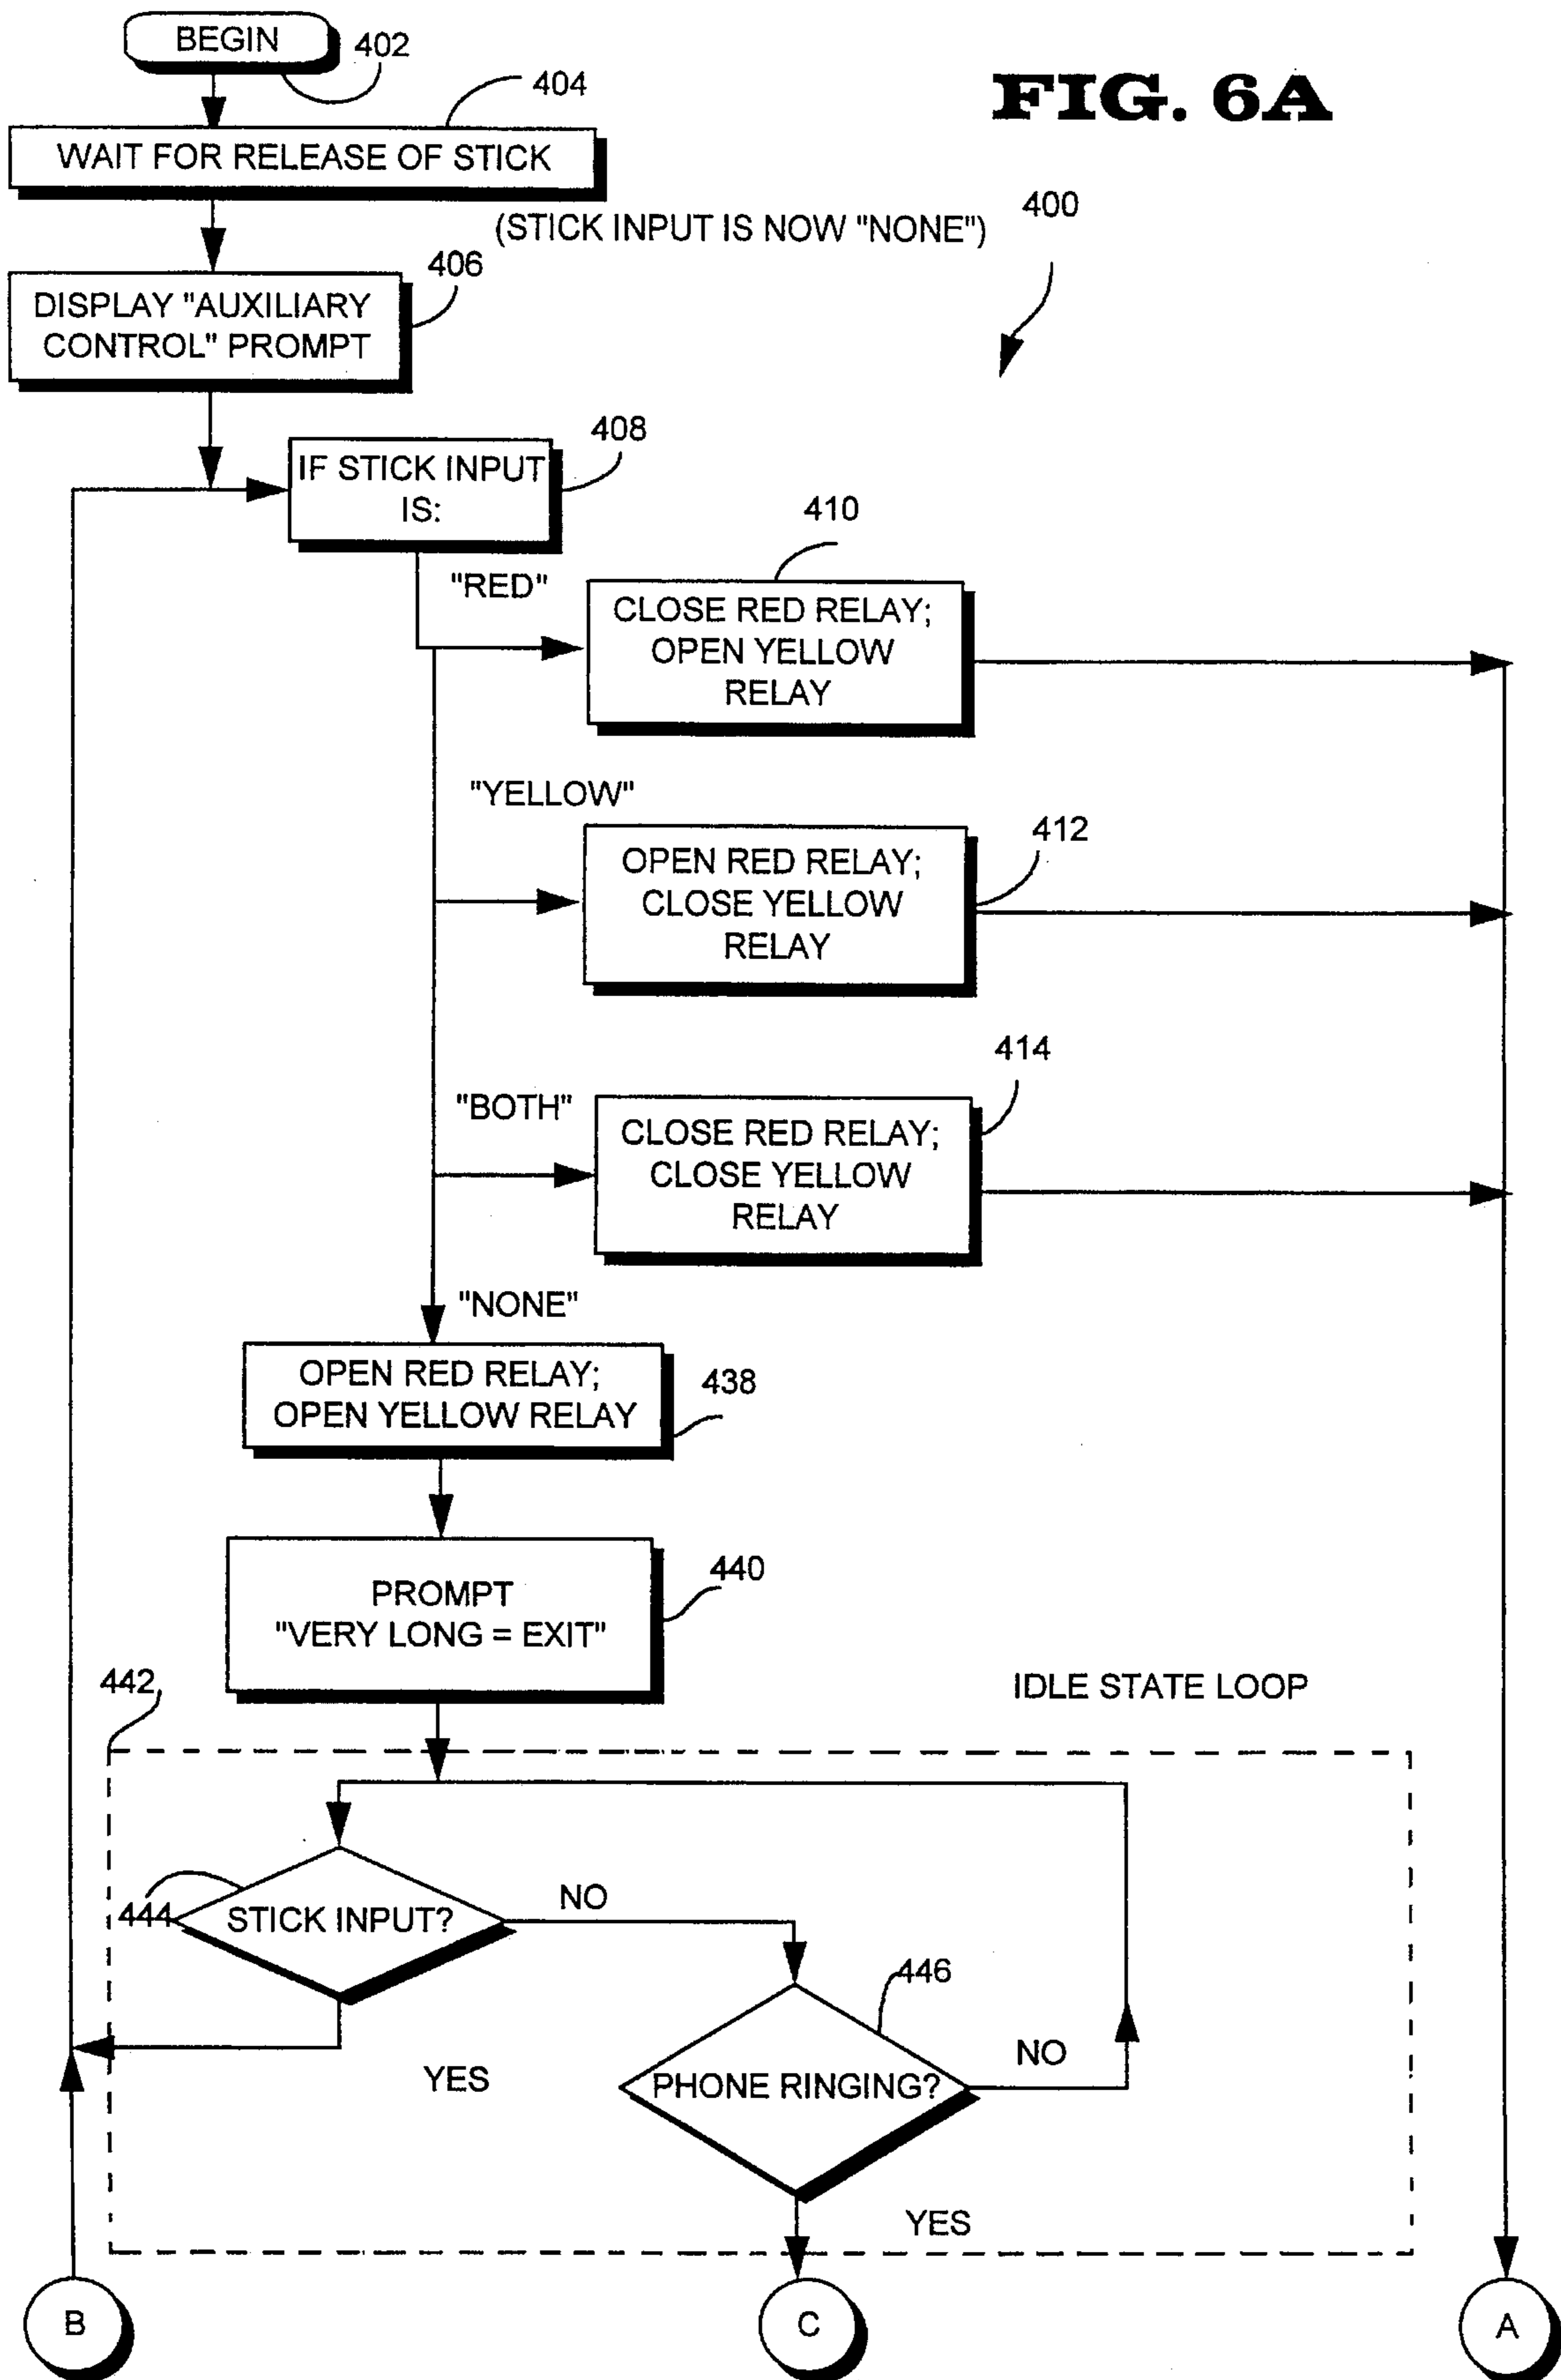 BEGIN
402
FIG. 6A
404
WAIT FOR RELEASE OF STICK
400
(STICK INPUT IS NOW "NONE")
406
DISPLAY "AUXILIARY
CONTROL" PROMPT
408
IF STICK INPUT
IS:
410
"RED"
CLOSE RED RELAY;
OPEN YELLOW
RELAY
"YELLOW"
412
OPEN RED RELAY;
CLOSE YELLOW
RELAY
414
"BOTH"
CLOSE RED RELAY;
CLOSE YELLOW
RELAY
"NONE"
OPEN RED RELAY;
OPEN YELLOW RELAY
438
440
PROMPT
"VERY LONG = EXIT"
442
IDLE STATE LOOP
444
STICK INPUT?
NO
446
YES
PHONE RINGING?
NO
YES
B
C
A